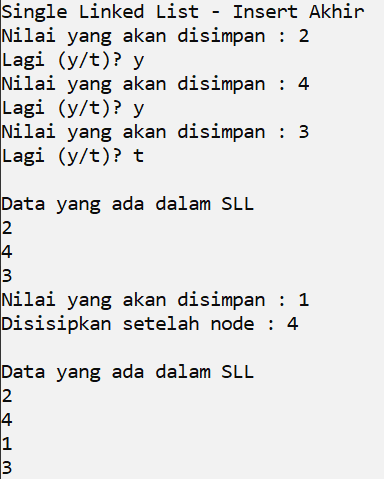 Single Linked List - Insert Akhir
Nilai yang akan disimpan : 2
Lagi (y/t)? y
Nilai yang akan disimpan : 4
Lagi (y/t)? y
Nilai yang akan disimpan : 3
Lagi (y/t)? t
Data yang ada dalam SLL
2
4
3
Nilai yang akan disimpan : 1
Disisipkan setelah node : 4
Data yang ada dalam SLL
2
4
1
3